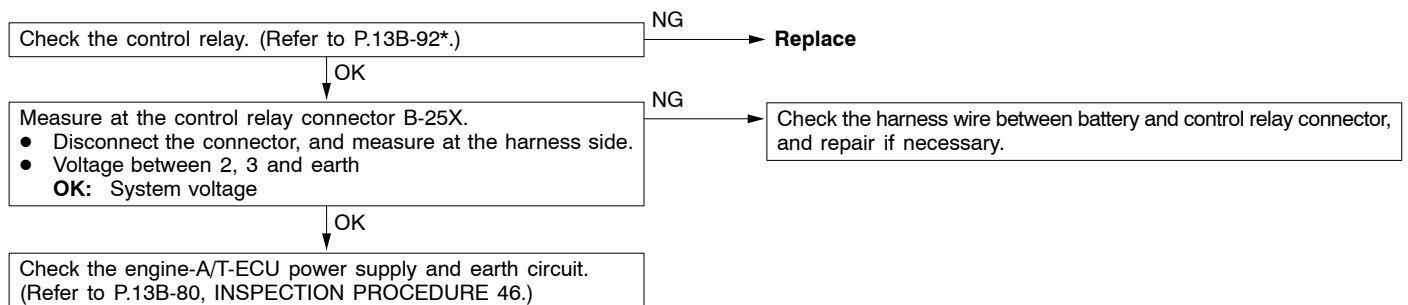 Check the control relay. (Refer to P.13B-92*.)
NG
Replace
OK
Measure at the control relay connector B-25X.
● Disconnect the connector, and measure at the harness side.
● Voltage between 2, 3 and earth
OK: System voltage
NG
Check the harness wire between battery and control relay connector,
and repair if necessary.
OK
Check the engine-A/T-ECU power supply and earth circuit.
(Refer to P.13B-80, INSPECTION PROCEDURE 46.)